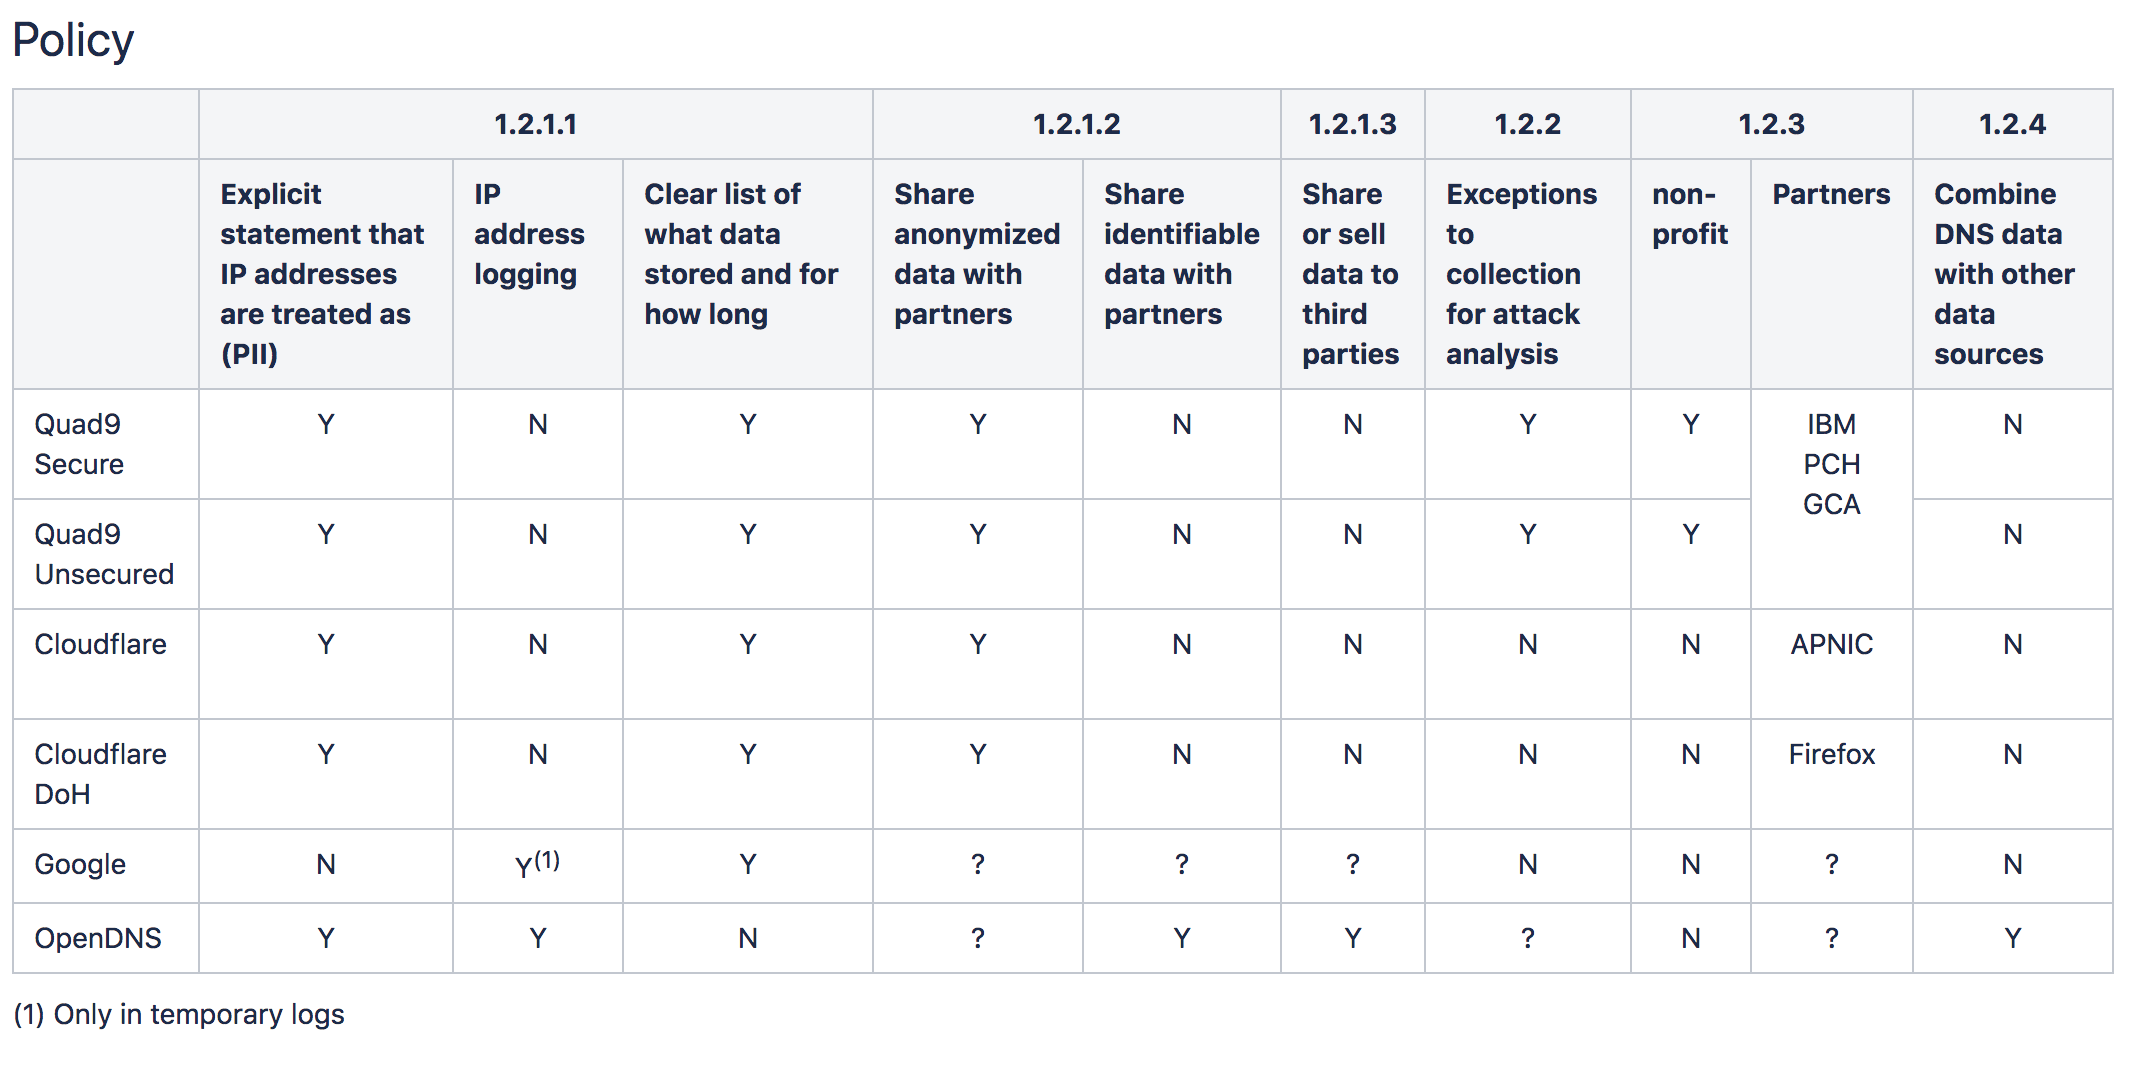 Policy
1.2.1.1 1.2.1.2 1.2.1.3 1.2.2 1.2.3 1.2.4
Explicit statement that IP addresses are treated as (PII) IP address logging Clear list of what data stored and for how long Share anonymized data with partners Share identifiable data with partners Share or sell data to third parties Exceptions to collection for attack analysis non-profit Partners Combine DNS data with other data sources
Quad9 Secure Y N Y Y N N Y Y IBM PCH GCA N
Quad9 Unsecured Y N Y Y N N Y Y N
Cloudflare Y N Y Y N N N N APNIC N
Cloudflare DoH Y N Y Y N N N N Firefox N
Google N Y(1) Y ? ? ? N N ? N
OpenDNS Y Y N ? Y Y ? N ? Y
(1) Only in temporary logs